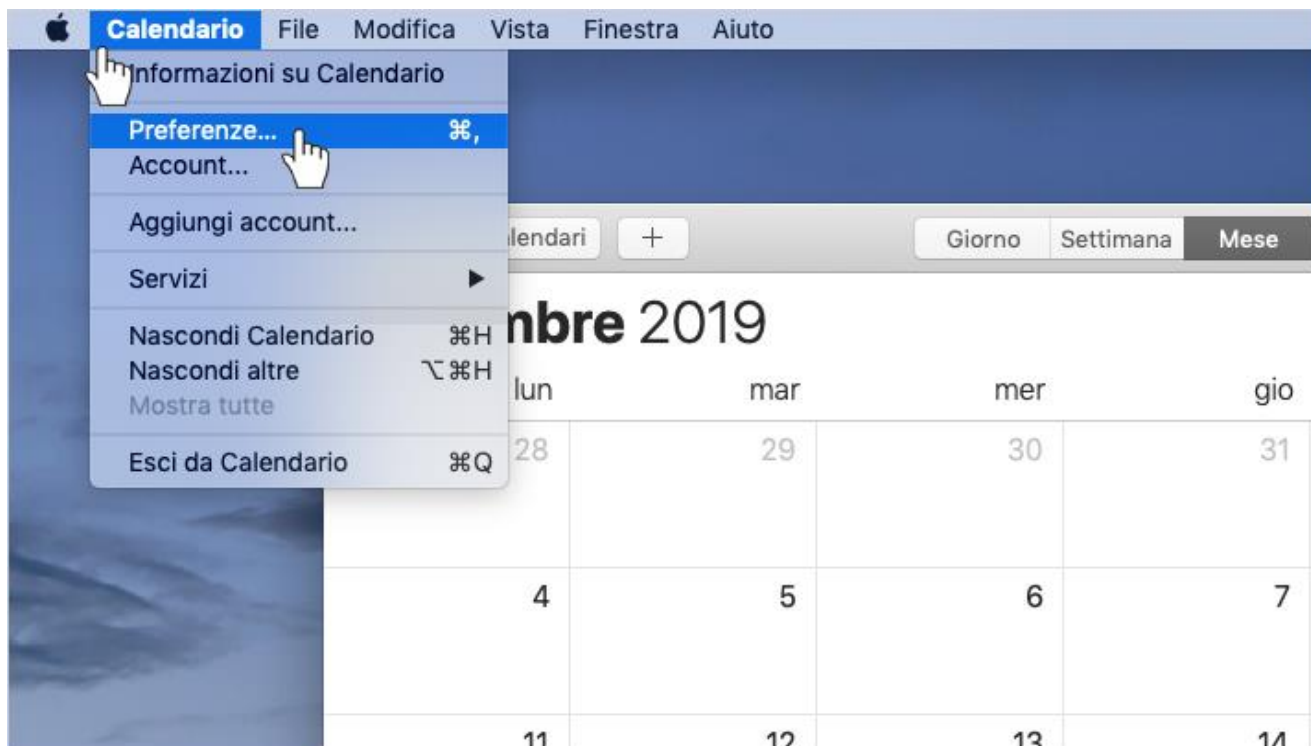 Calendario File Modifica Vista Finestra Aiuto
Informazioni su Calendario
Preferenze... ⌘,
Account...
Aggiungi account...
Servizi ▶
Nascondi Calendario ⌘H
Nascondi altre ⌥⌘H
Mostra tutte
Esci da Calendario ⌘Q
lendari + Giorno Settimana Mese
mbre 2019
lun mar mer gio
28 29 30 31
4 5 6 7
11 12 13 14